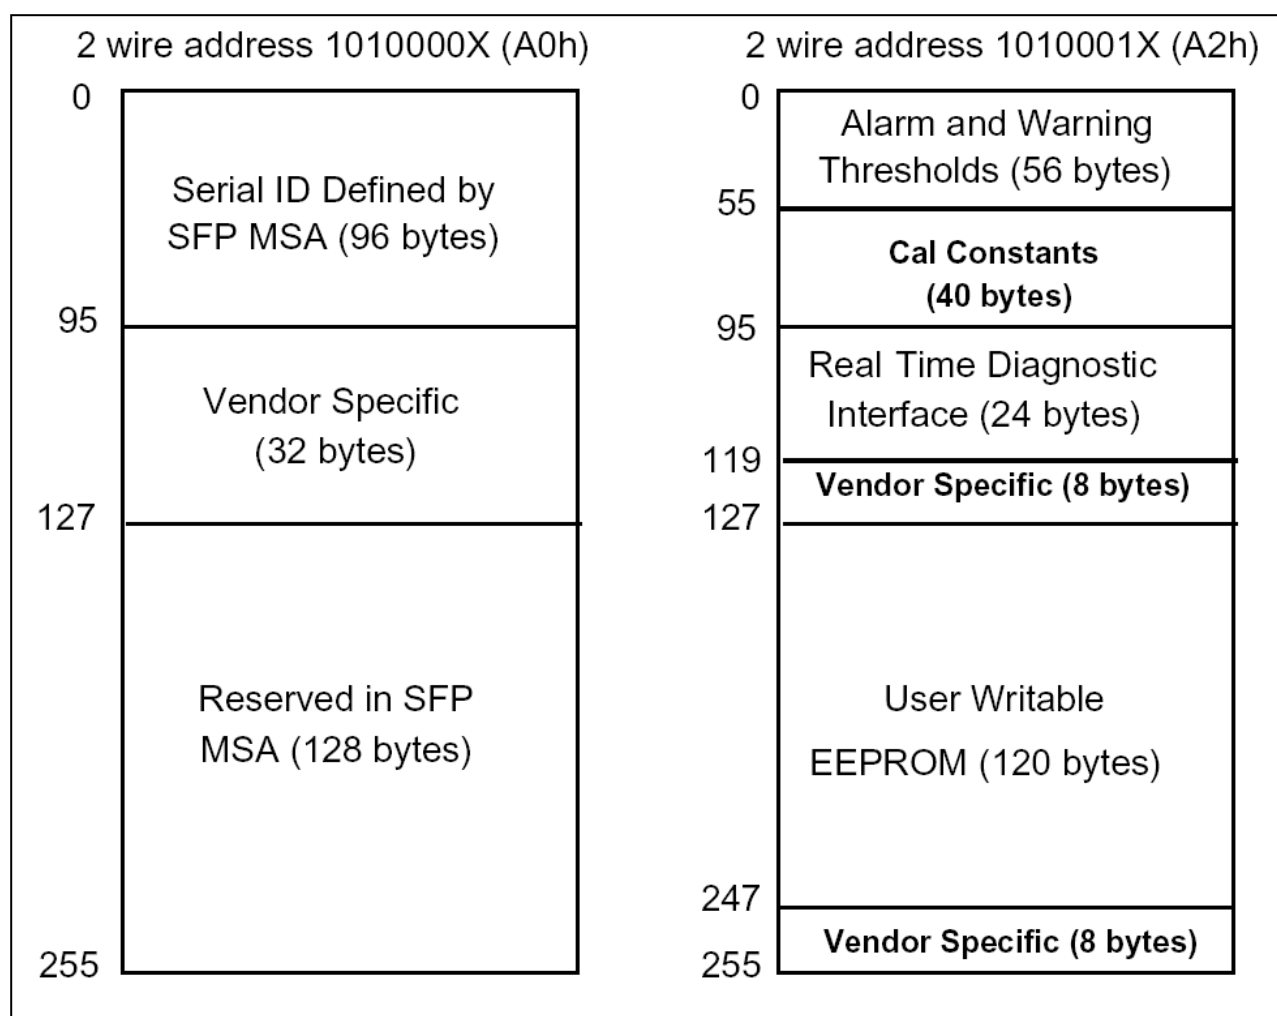 2 wire address 1010000X (A0h)
0
Serial ID Defined by
SFP MSA (96 bytes)
95
Vendor Specific
(32 bytes)
127
Reserved in SFP
MSA (128 bytes)
255
2 wire address 1010001X (A2h)
0
Alarm and Warning
Thresholds (56 bytes)
55
Cal Constants
(40 bytes)
95
Real Time Diagnostic
Interface (24 bytes)
119
Vendor Specific (8 bytes)
127
User Writable
EEPROM (120 bytes)
247
Vendor Specific (8 bytes)
255